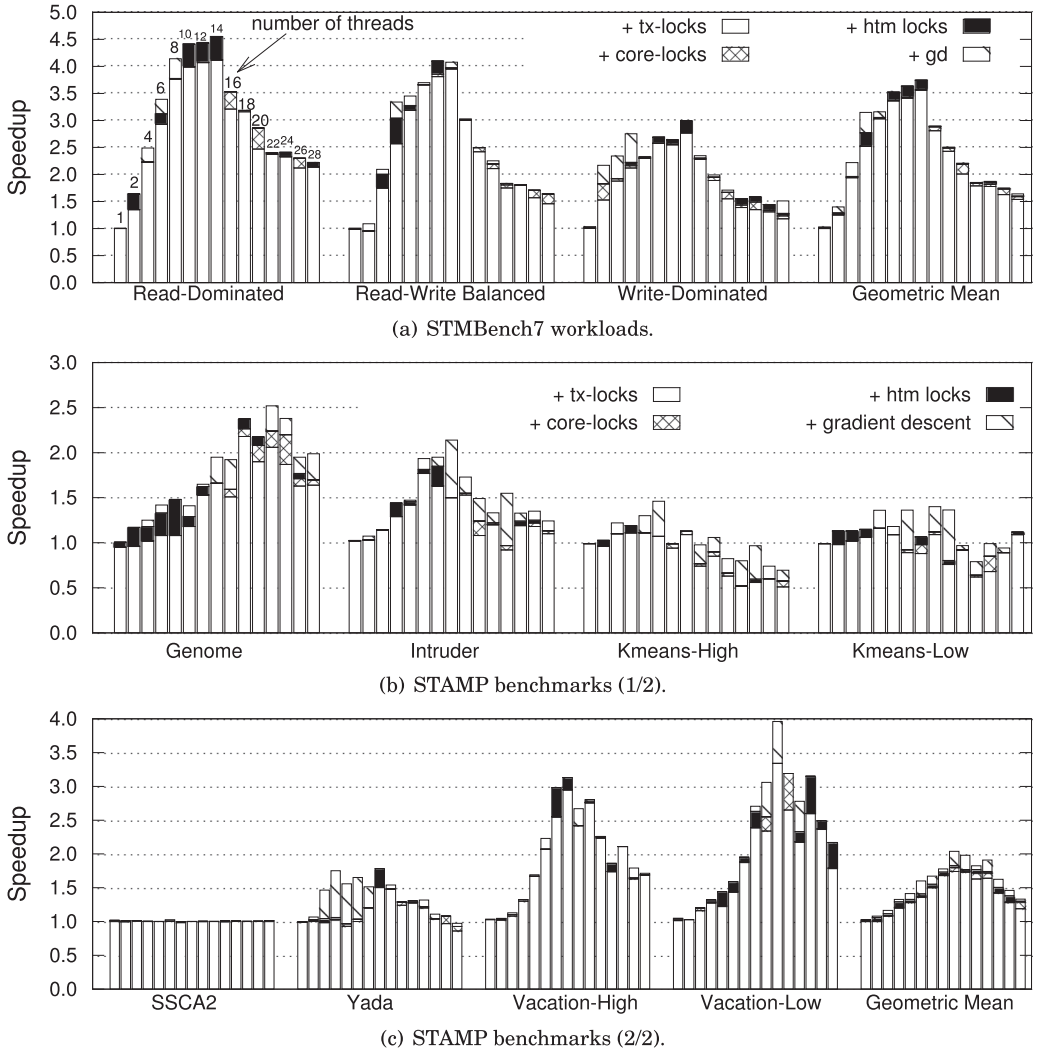 number of threads
+ tx-locks
+ core-locks
+ htm locks
+ gd
Speedup
5.0
4.5
4.0
3.5
3.0
2.5
2.0
1.5
1.0
0.5
0.0
1
2
4
6
8
10
12
14
16
18
20
22
24
26
28
Read-Dominated
Read-Write Balanced
Write-Dominated
Geometric Mean
(a) STMBench7 workloads.
+ tx-locks
+ core-locks
+ htm locks
+ gradient descent
Speedup
3.0
2.5
2.0
1.5
1.0
0.5
0.0
Genome
Intruder
Kmeans-High
Kmeans-Low
(b) STAMP benchmarks (1/2).
Speedup
4.0
3.5
3.0
2.5
2.0
1.5
1.0
0.5
0.0
SSCA2
Yada
Vacation-High
Vacation-Low
Geometric Mean
(c) STAMP benchmarks (2/2).